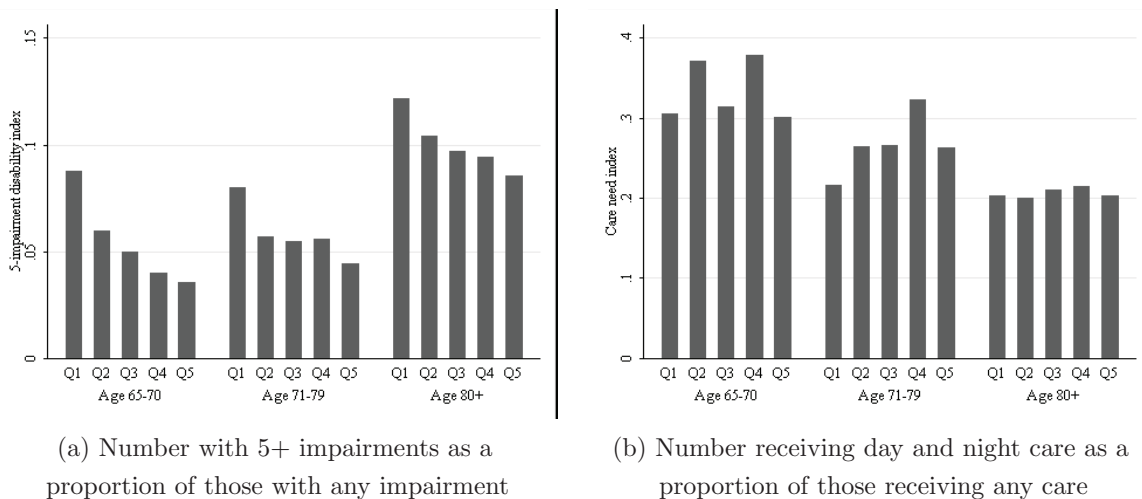 5-impairment disability index
.15
.1
.05
0
Q1 Q2 Q3 Q4 Q5 Q1 Q2 Q3 Q4 Q5 Q1 Q2 Q3 Q4 Q5
Age 65-70 Age 71-79 Age 80+
(a) Number with 5+ impairments as a
proportion of those with any impairment
Care need index
.4
.3
.2
.1
0
Q1 Q2 Q3 Q4 Q5 Q1 Q2 Q3 Q4 Q5 Q1 Q2 Q3 Q4 Q5
Age 65-70 Age 71-79 Age 80+
(b) Number receiving day and night care as a
proportion of those receiving any care